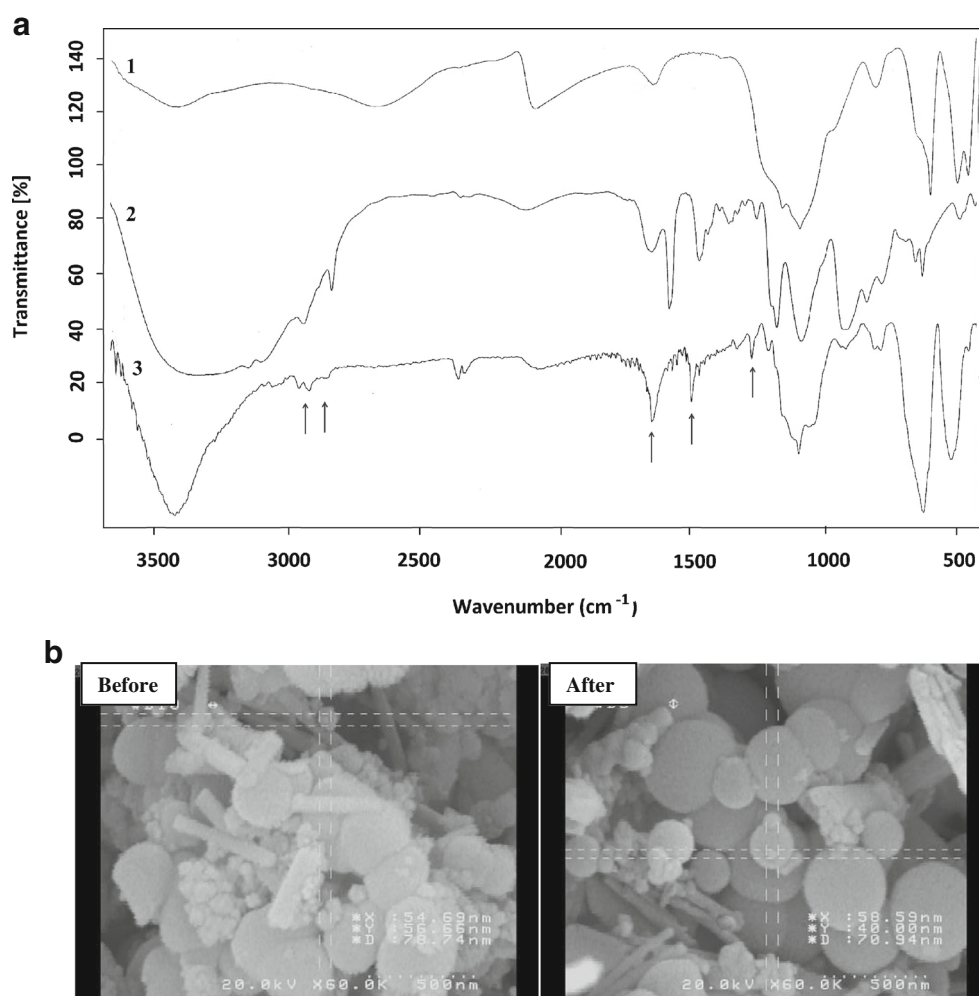 a
140
120
100
80
60
40
20
0
Transmittance [%]
1
2
3
3500 3000 2500 2000 1500 1000 500
Wavenumber (cm -1)
b
Before
*X :54.69nm
*Y :56.66nm
*D :78.74nm
20.0kV X60.0K 500nm
After
*X :58.59nm
*Y :40.00nm
*D :70.94nm
20.0kV X60.0K 500nm